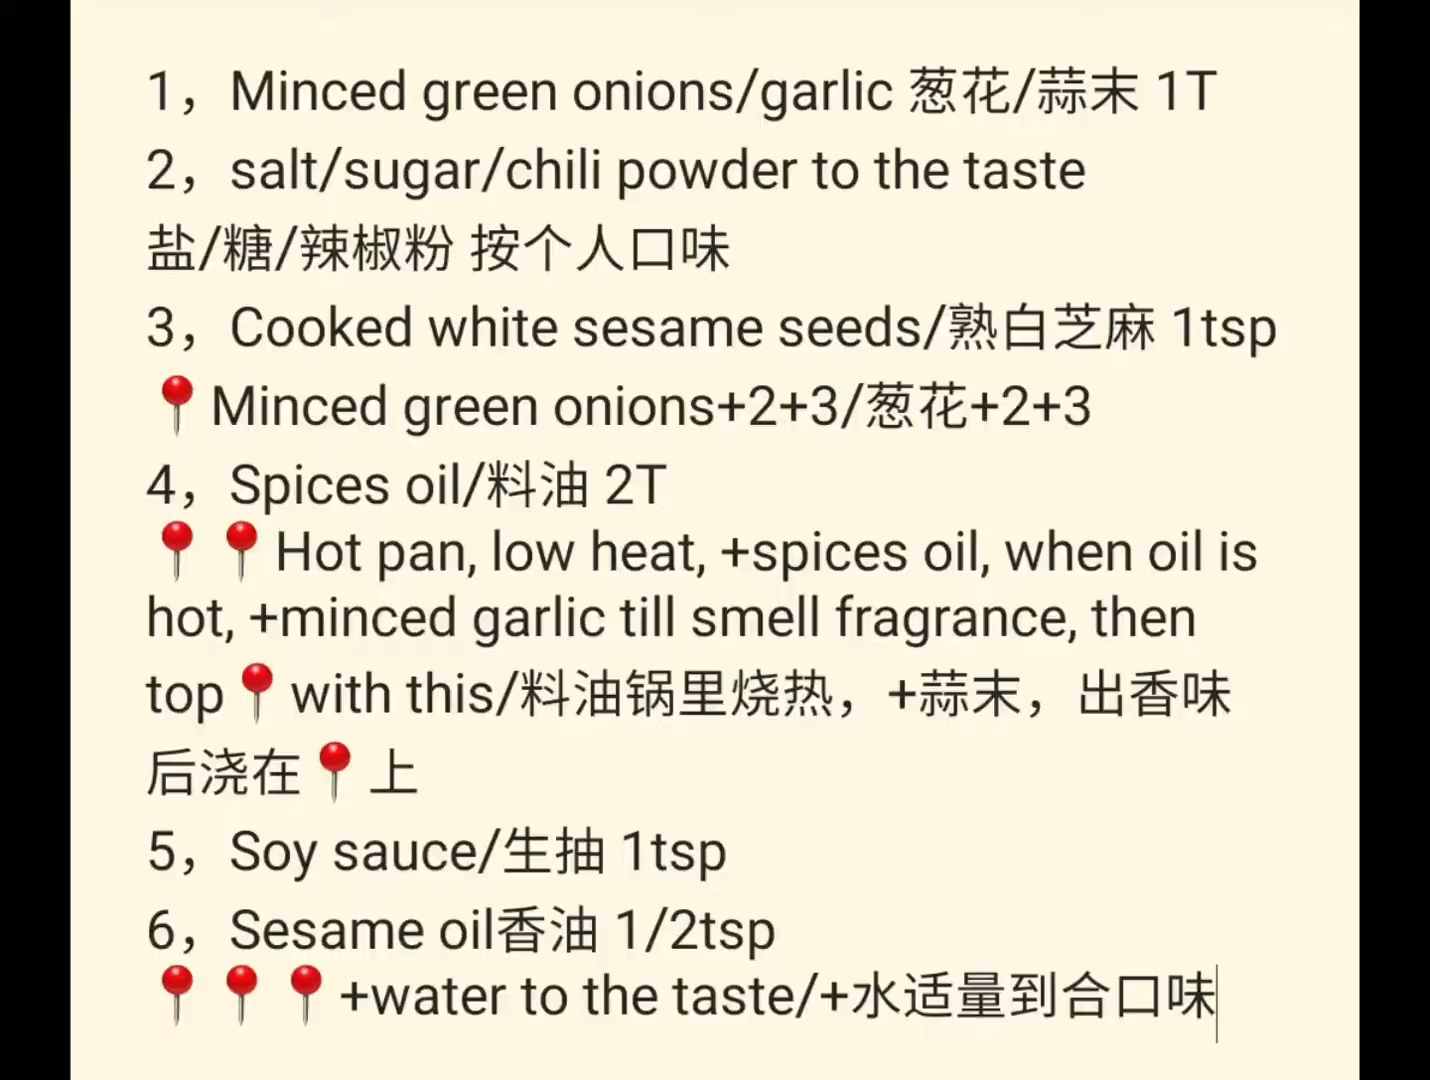 1，Minced green onions/garlic 葱花/蒜末 1T
2，salt/sugar/chili powder to the taste
盐/糖/辣椒粉 按个人口味
3，Cooked white sesame seeds/熟白芝麻 1tsp
📍Minced green onions+2+3/葱花+2+3
4，Spices oil/料油 2T
📍📍Hot pan, low heat, +spices oil, when oil is
hot, +minced garlic till smell fragrance, then
top📍with this/料油锅里烧热，+蒜末，出香味
后浇在📍上
5，Soy sauce/生抽 1tsp
6，Sesame oil香油 1/2tsp
📍📍📍+water to the taste/+水适量到合口味